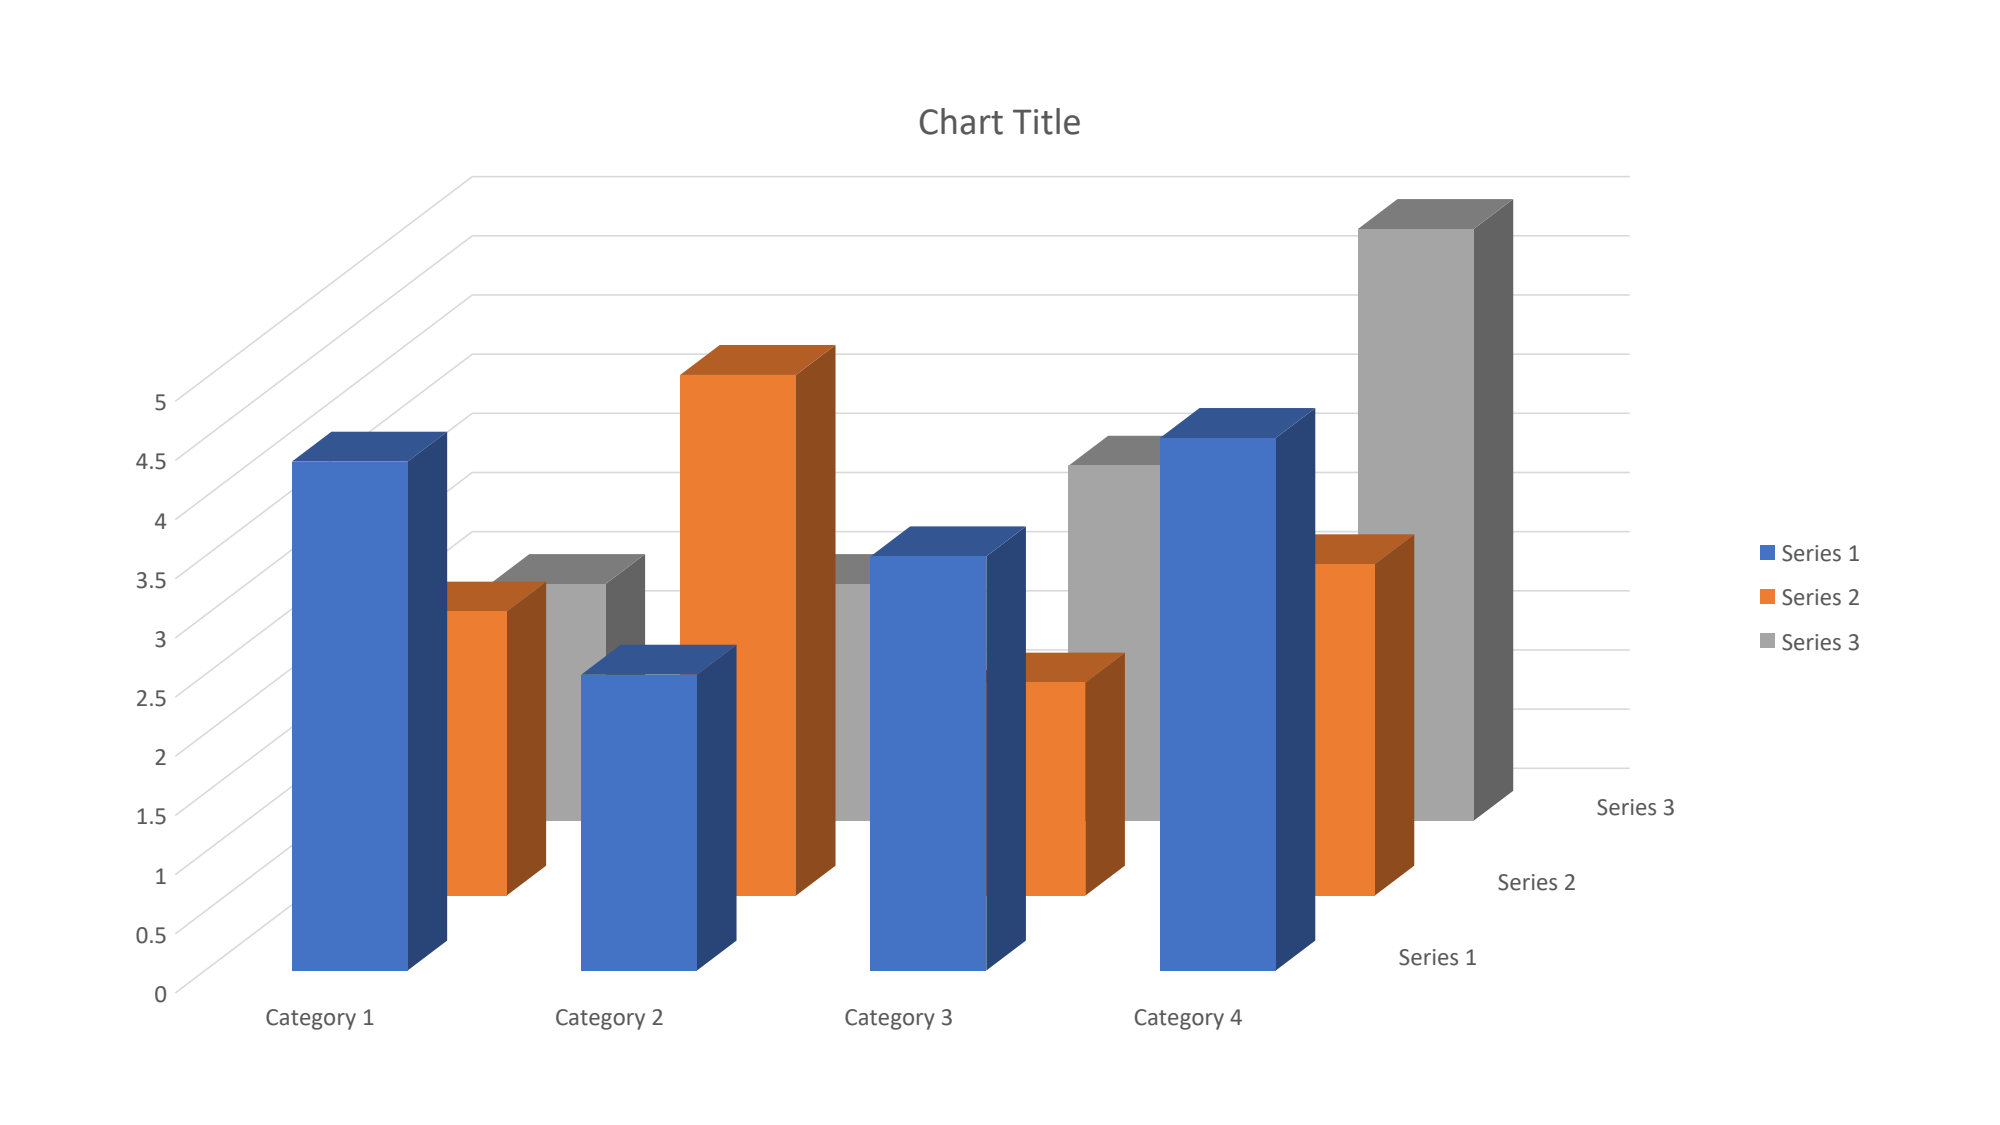 Chart Title
5
4.5
4
3.5
3
2.5
2
1.5
1
0.5
0
Category 1
Category 2
Category 3
Category 4
Series 1
Series 2
Series 3
Series 1
Series 2
Series 3